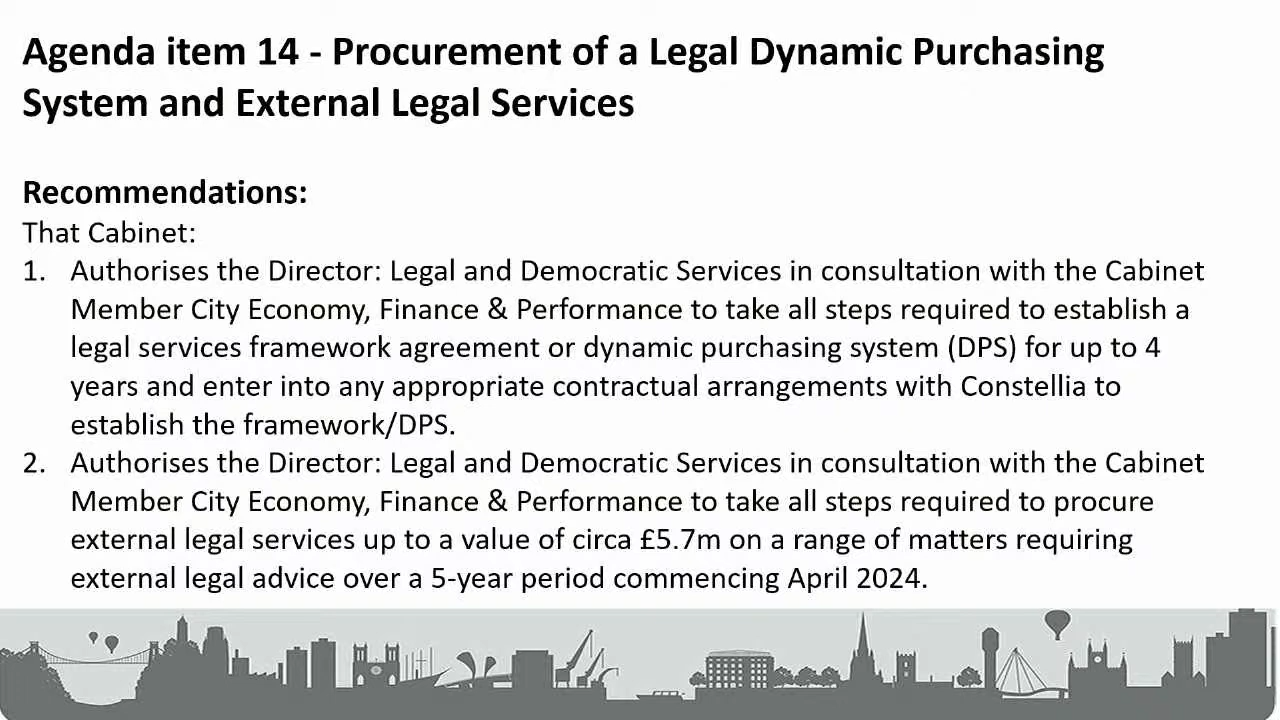 Agenda item 14 - Procurement of a Legal Dynamic Purchasing
System and External Legal Services
Recommendations:
That Cabinet:
1. Authorises the Director: Legal and Democratic Services in consultation with the Cabinet
Member City Economy, Finance & Performance to take all steps required to establish a
legal services framework agreement or dynamic purchasing system (DPS) for up to 4
years and enter into any appropriate contractual arrangements with Constellia to
establish the framework/DPS.
2. Authorises the Director: Legal and Democratic Services in consultation with the Cabinet
Member City Economy, Finance & Performance to take all steps required to procure
external legal services up to a value of circa £5.7m on a range of matters requiring
external legal advice over a 5-year period commencing April 2024.